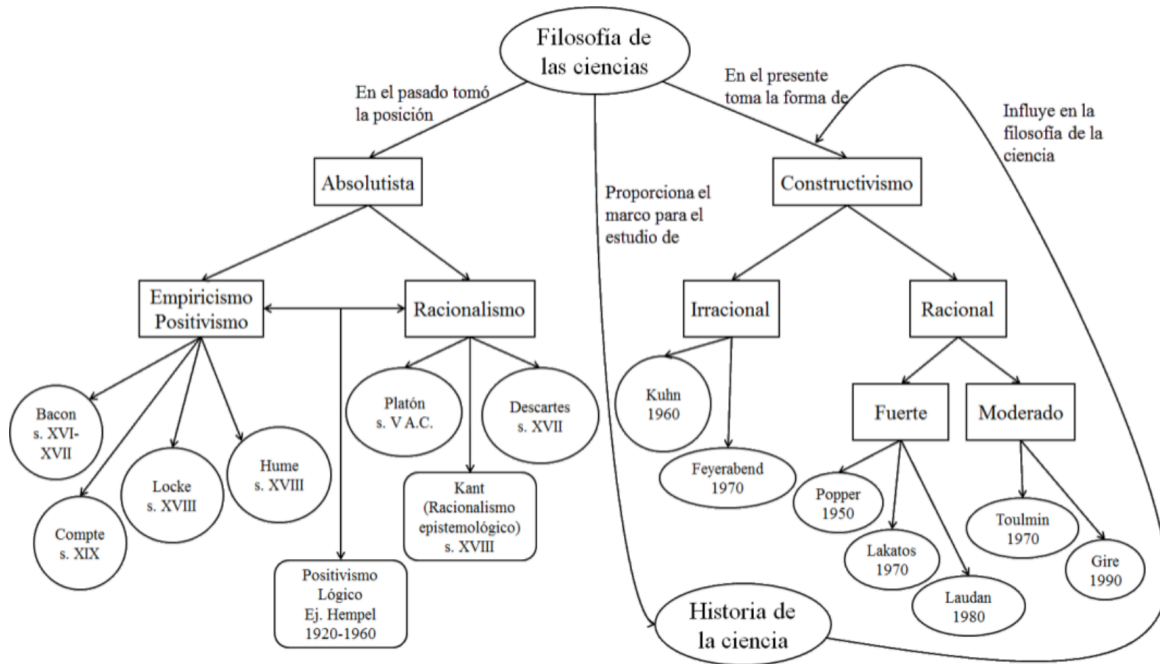 Filosofía de
las ciencias
En el pasado tomó
la posición
En el presente
toma la forma de
Influye en la
filosofía de la
ciencia
Absolutista
Proporciona el
marco para el
estudio de
Constructivismo
Empiricismo
Positivismo
Racionalismo
Irracional
Racional
Bacon
s. XVI-
XVII
Compte
s. XIX
Locke
s. XVIII
Hume
s. XVIII
Platón
s. V A.C.
Descartes
s. XVII
Kant
(Racionalismo
epistemológico)
s. XVIII
Positivismo
Lógico
Ej. Hempel
1920-1960
Kuhn
1960
Feyerabend
1970
Fuerte
Moderado
Popper
1950
Lakatos
1970
Laudan
1980
Toulmin
1970
Gire
1990
Historia de
la ciencia